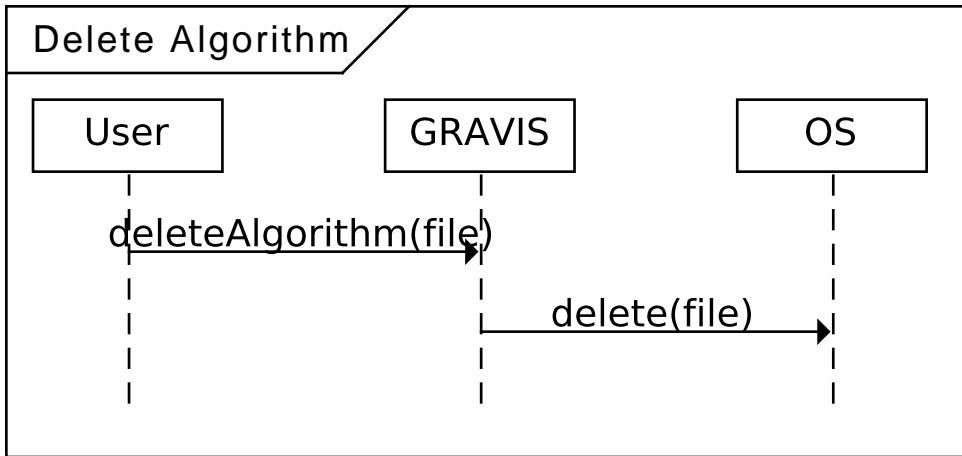 Delete Algorithm
User
GRAVIS
OS
deleteAlgorithm(file)
delete(file)